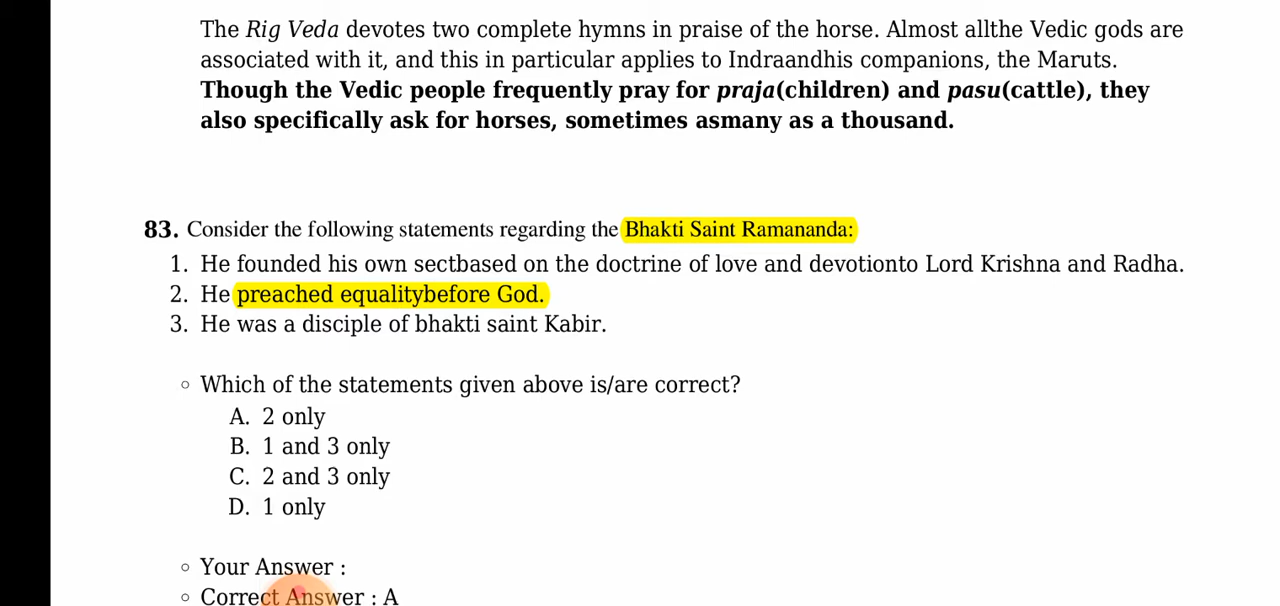 The Rig Veda devotes two complete hymns in praise of the horse. Almost allthe Vedic gods are
associated with it, and this in particular applies to Indraandhis companions, the Maruts.
Though the Vedic people frequently pray for praja(children) and pasu(cattle), they
also specifically ask for horses, sometimes asmany as a thousand.
83. Consider the following statements regarding the Bhakti Saint Ramananda:
1. He founded his own sectbased on the doctrine of love and devotionto Lord Krishna and Radha.
2. He preached equalitybefore God.
3. He was a disciple of bhakti saint Kabir.
Which of the statements given above is/are correct?
A. 2 only
B. 1 and 3 only
C. 2 and 3 only
D. 1 only
Your Answer :
Correct Answer : A